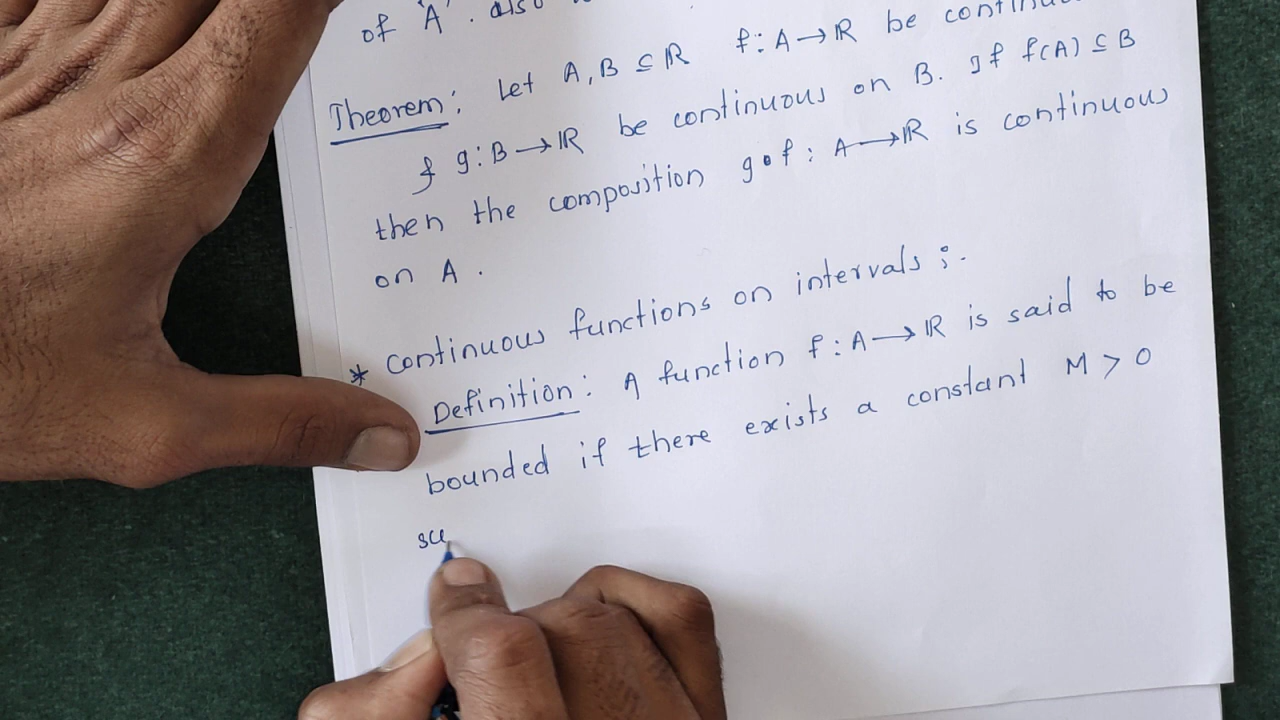 of 'A'. also
Theorem: Let A, B ⊆ ℝ f: A → ℝ be
& g: B → ℝ be continuous on B. If f(A) ⊆ B
then the composition g∘f: A → ℝ is continuous
on A.
* continuous functions on intervals :.
Definition: A function f: A → ℝ is said to be
bounded if there exists a constant M > 0
su